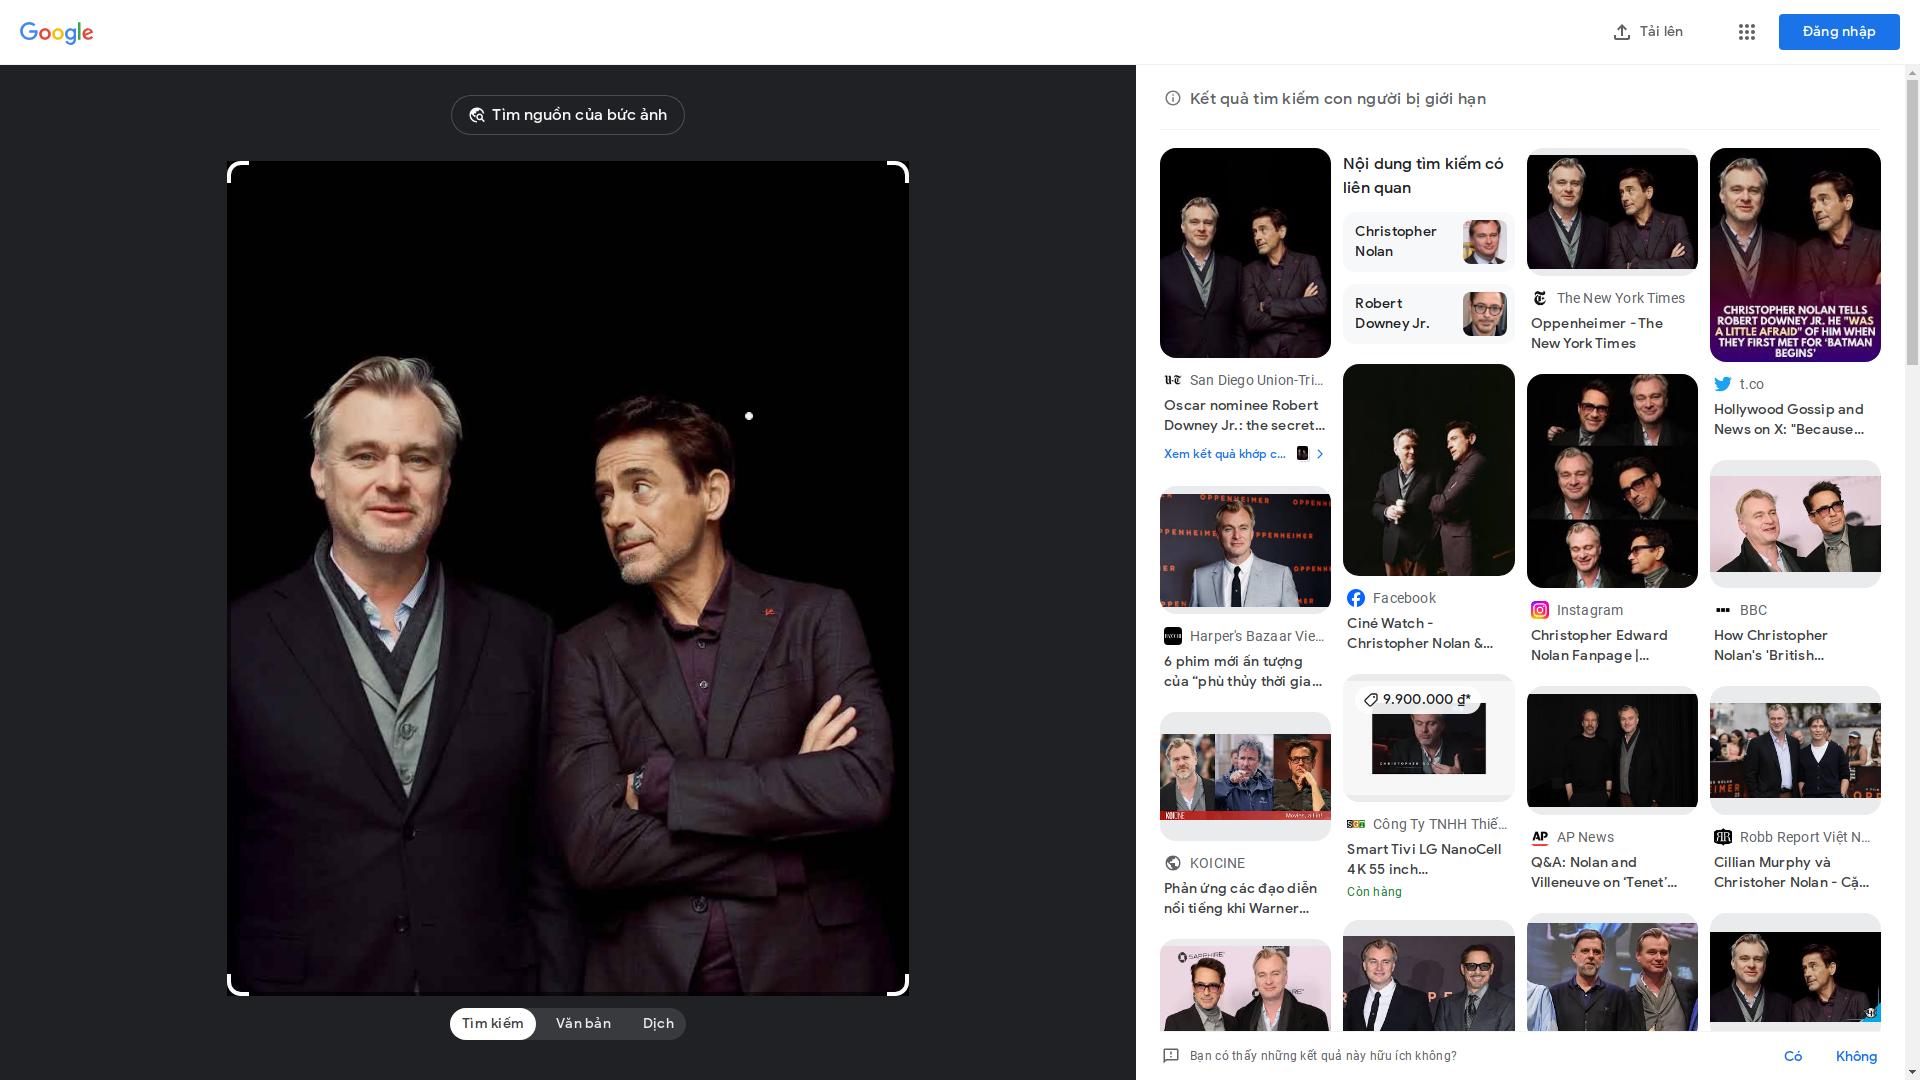 Google
Tải lên
Đăng nhập
Tìm nguồn của bức ảnh
Tìm kiếm
Văn bản
Dịch
Kết quả tìm kiếm con người bị giới hạn
San Diego Union-Tri...
Oscar nominee Robert
Downey Jr.: the secret...
Xem kết quả khớp c...
OPPENHEIMER
Harper's Bazaar Vie...
6 phim mới ấn tượng
của “phù thủy thời gia...
KOICINE
Phản ứng các đạo diễn
nổi tiếng khi Warner...
SAPPHIRE
Nội dung tìm kiếm có
liên quan
Christopher
Nolan
Robert
Downey Jr.
Facebook
Ciné Watch -
Christopher Nolan &...
9.900.000 ₫*
Công Ty TNHH Thiế...
Smart Tivi LG NanoCell
4K 55 inch...
Còn hàng
The New York Times
Oppenheimer - The
New York Times
Instagram
Christopher Edward
Nolan Fanpage |...
AP
AP News
Q&A: Nolan and
Villeneuve on ‘Tenet’...
CHRISTOPHER NOLAN TELLS
ROBERT DOWNEY JR. HE "WAS
A LITTLE AFRAID" OF HIM WHEN
THEY FIRST MET FOR ‘BATMAN
BEGINS’
t.co
Hollywood Gossip and
News on X: "Because...
BBC
How Christopher
Nolan's 'British...
Robb Report Việt N...
Cillian Murphy và
Christoher Nolan - Cặ...
Bạn có thấy những kết quả này hữu ích không?
Có
Không